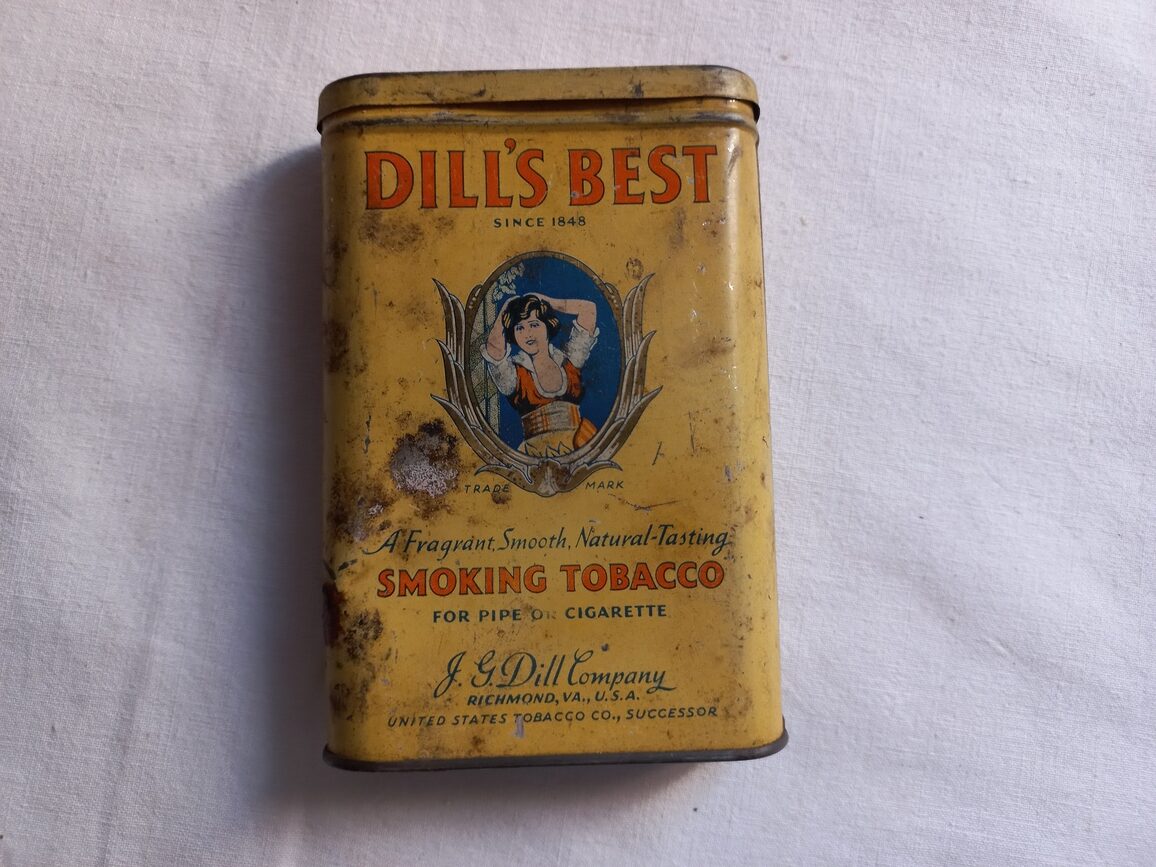 DILL'S BEST
SINCE 1848
TRADE MARK
A Fragrant, Smooth, Natural-Tasting
SMOKING TOBACCO
FOR PIPE OR CIGARETTE
J. G. Dill Company
RICHMOND, VA., U.S.A.
UNITED STATES TOBACCO CO., SUCCESSOR